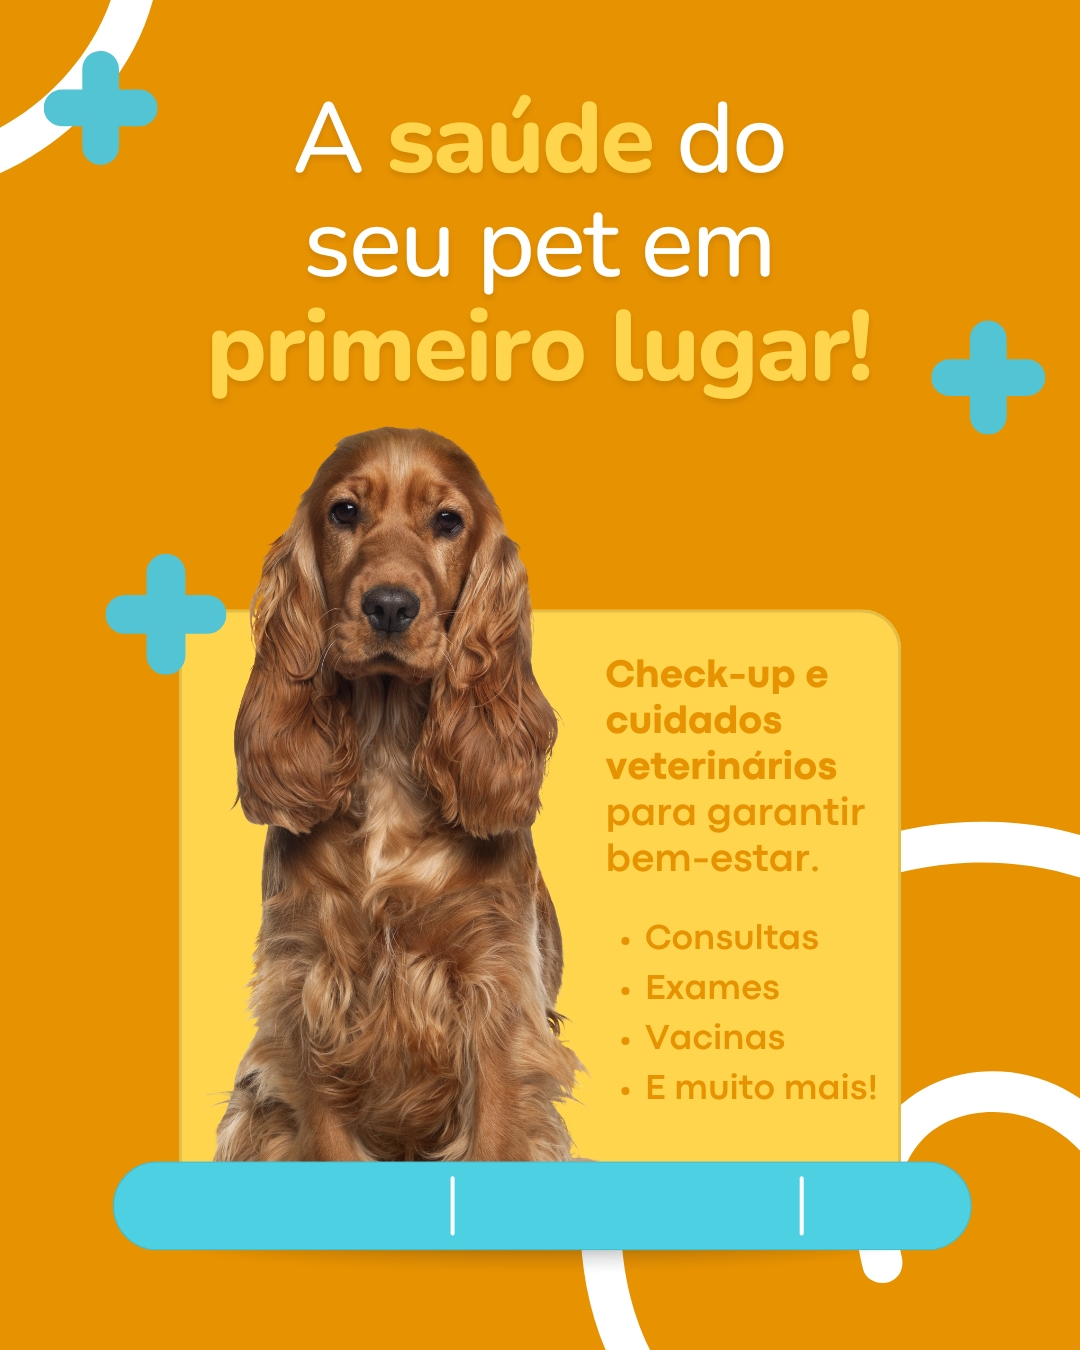 A saúde do
seu pet em
primeiro lugar!
Check-up e
cuidados
veterinários
para garantir
bem-estar.
• Consultas
• Exames
• Vacinas
• E muito mais!